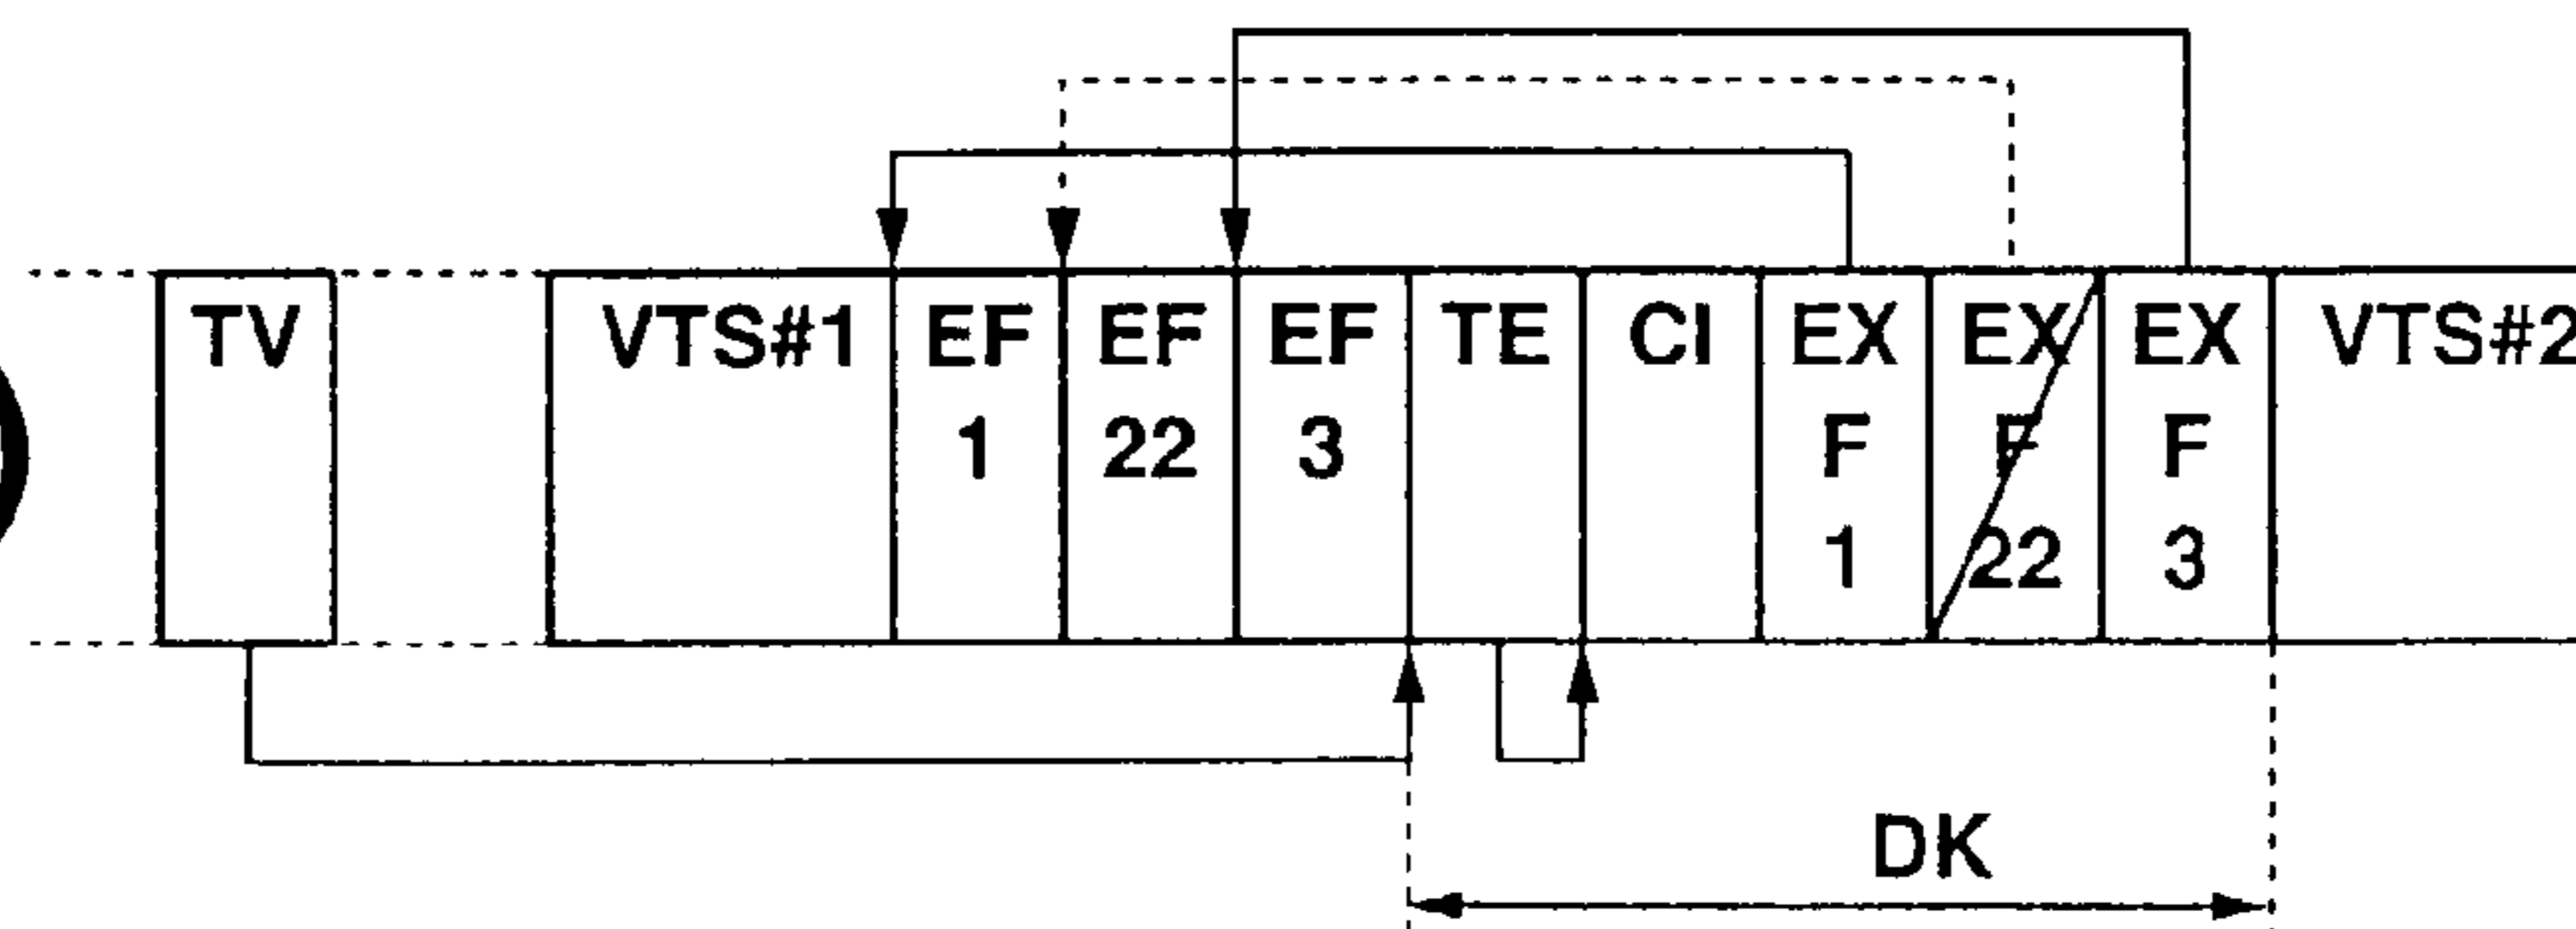 TV VTS#1 EF EF EF TE CI EX EX EX VTS#2
1 22 3 F F F
1 22 3
DK